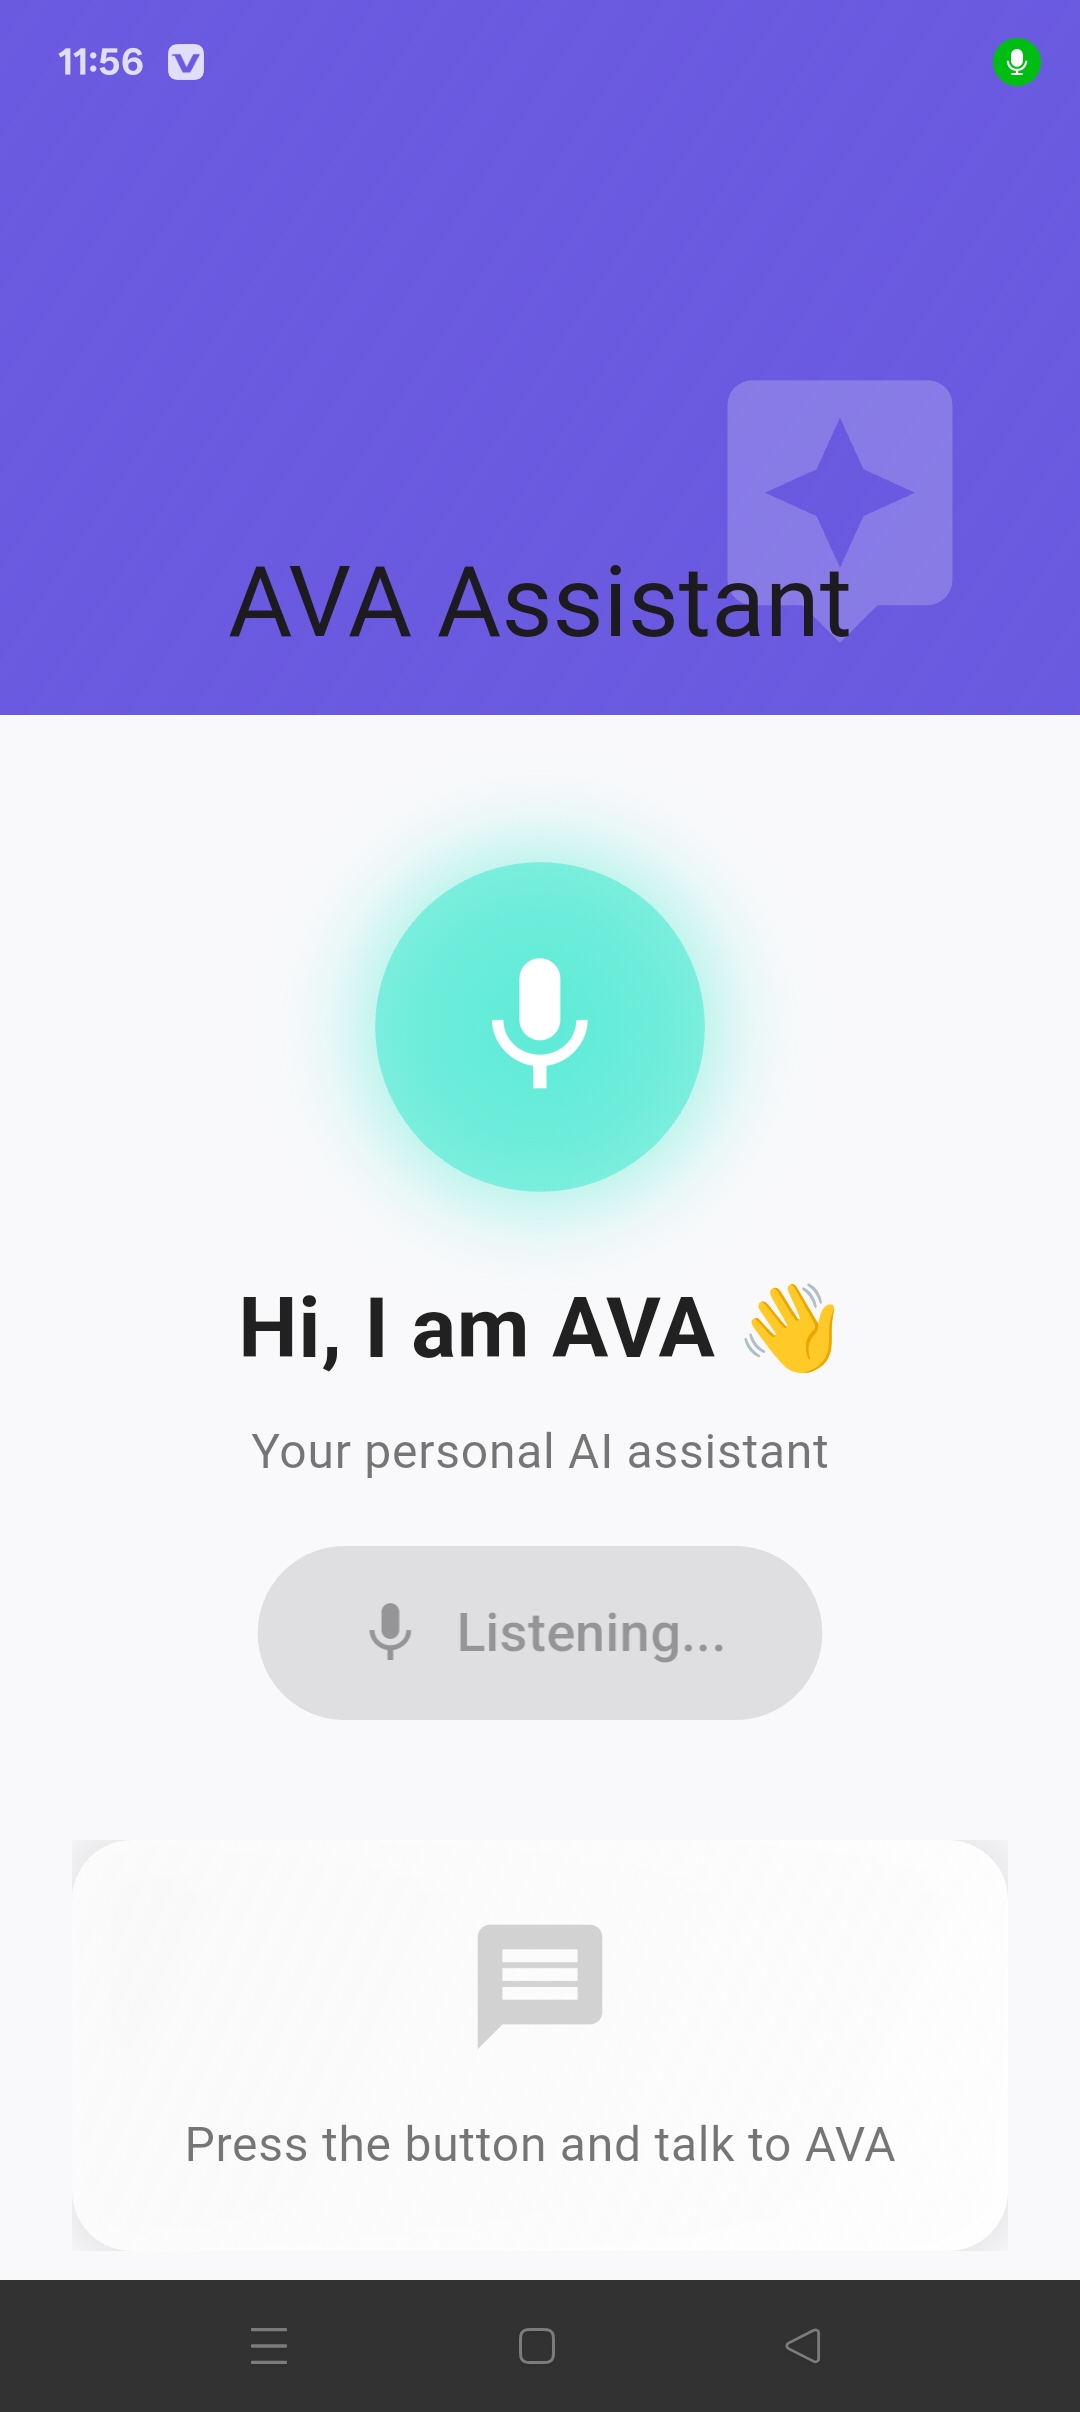 11:56
AVA Assistant
Hi, I am AVA 👋
Your personal AI assistant
Listening...
Press the button and talk to AVA